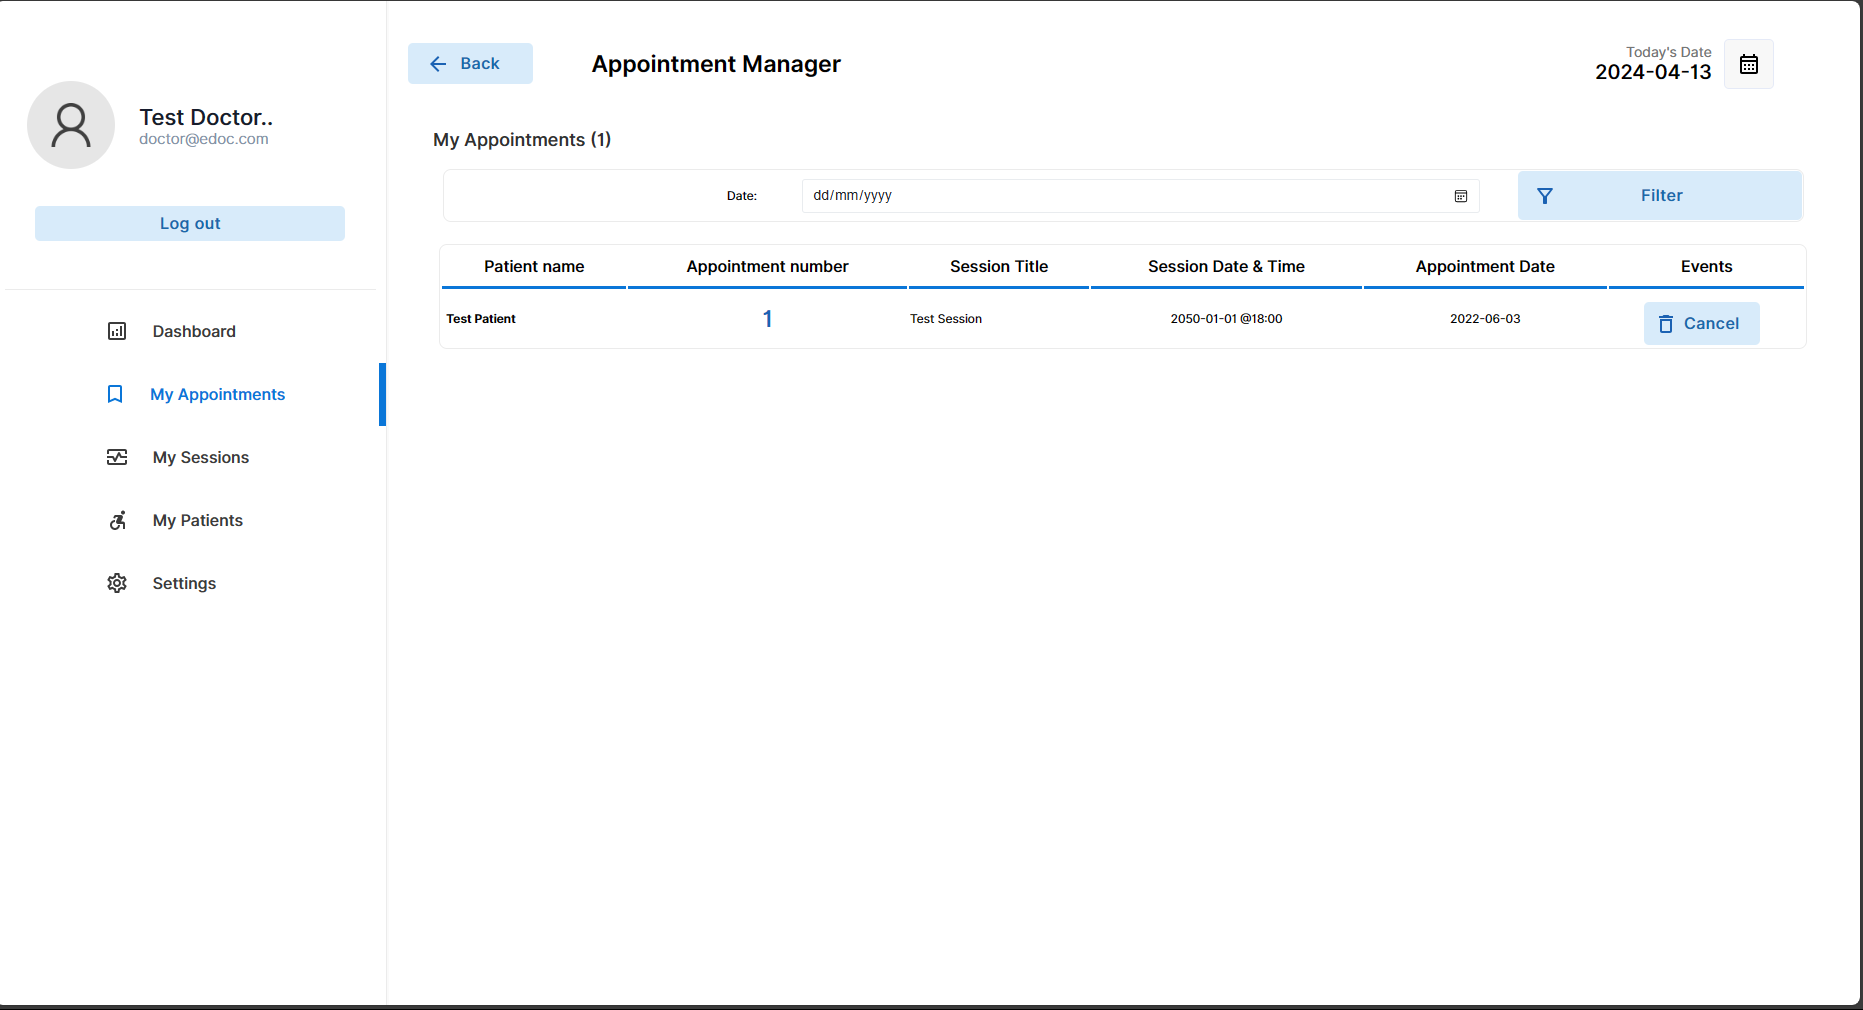 Test Doctor..
doctor@edoc.com
Log out
Dashboard
My Appointments
My Sessions
My Patients
Settings
Back
Appointment Manager
Today's Date
2024-04-13
My Appointments (1)
Date: dd/mm/yyyy Filter
Patient name Appointment number Session Title Session Date & Time Appointment Date Events
Test Patient 1 Test Session 2050-01-01 @18:00 2022-06-03 Cancel